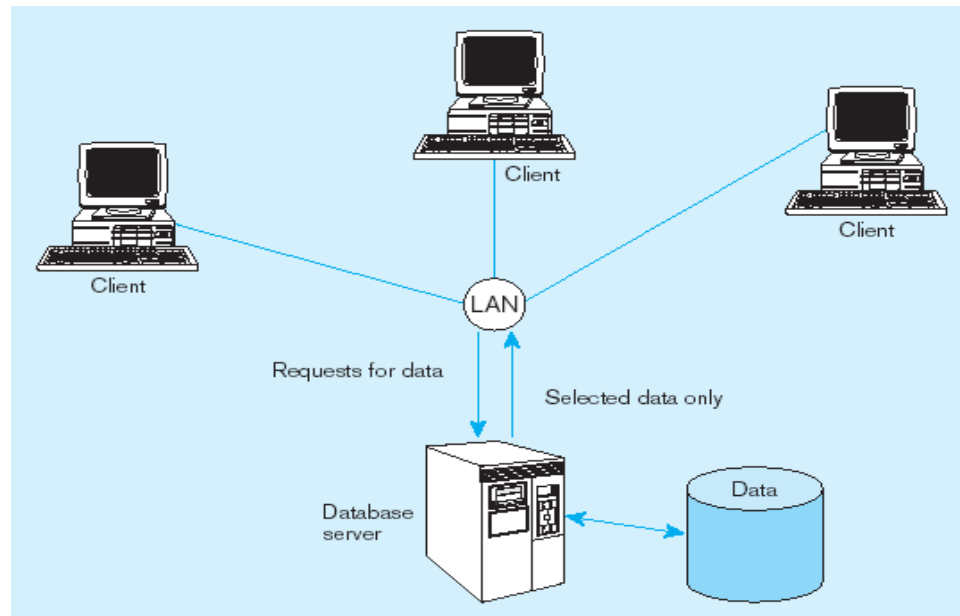 Client
Client
Client
LAN
Requests for data
Selected data only
Database
server
Data